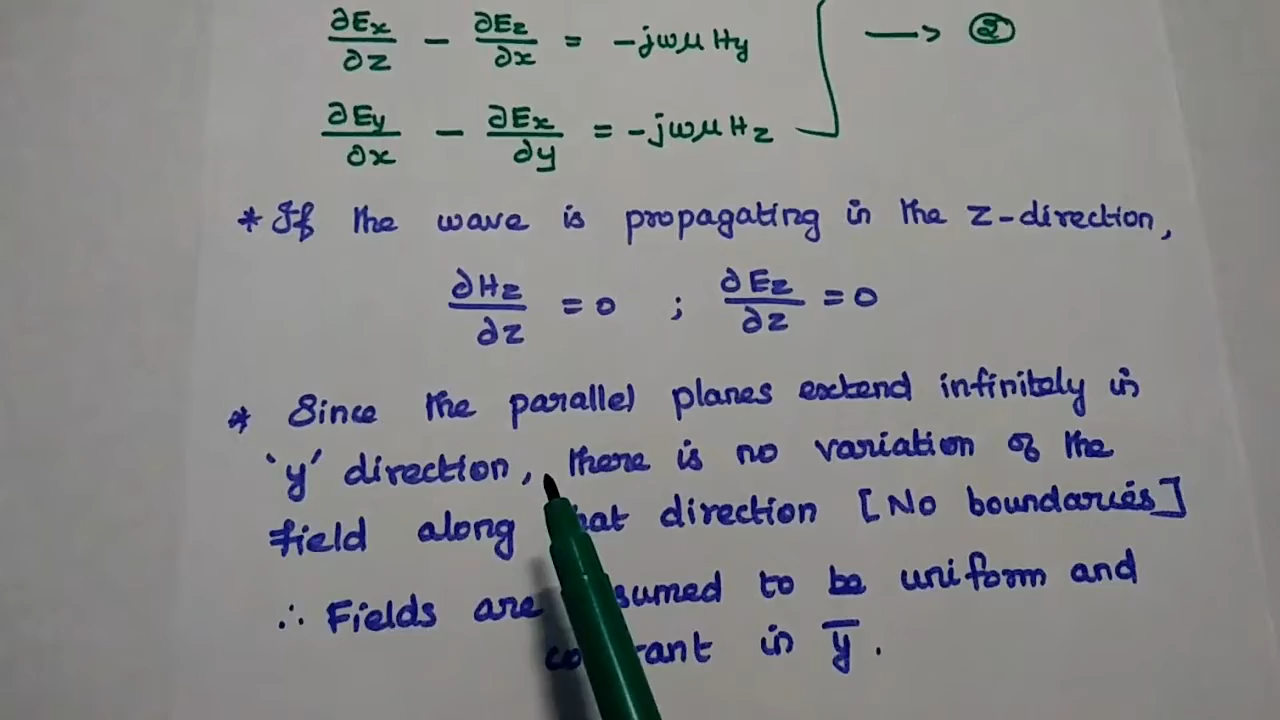 ∂Ex/∂z - ∂Ez/∂x = -jωμ Hy ⟶ ②
∂Ey/∂x - ∂Ex/∂y = -jωμ Hz
* If the wave is propagating in the z-direction,
∂Hz/∂z = 0 ; ∂Ez/∂z = 0
* Since the parallel planes extend infinitely in
'y' direction, there is no variation of the
field along that direction [No boundaries]
∴ Fields are assumed to be uniform and
constant in y̅.